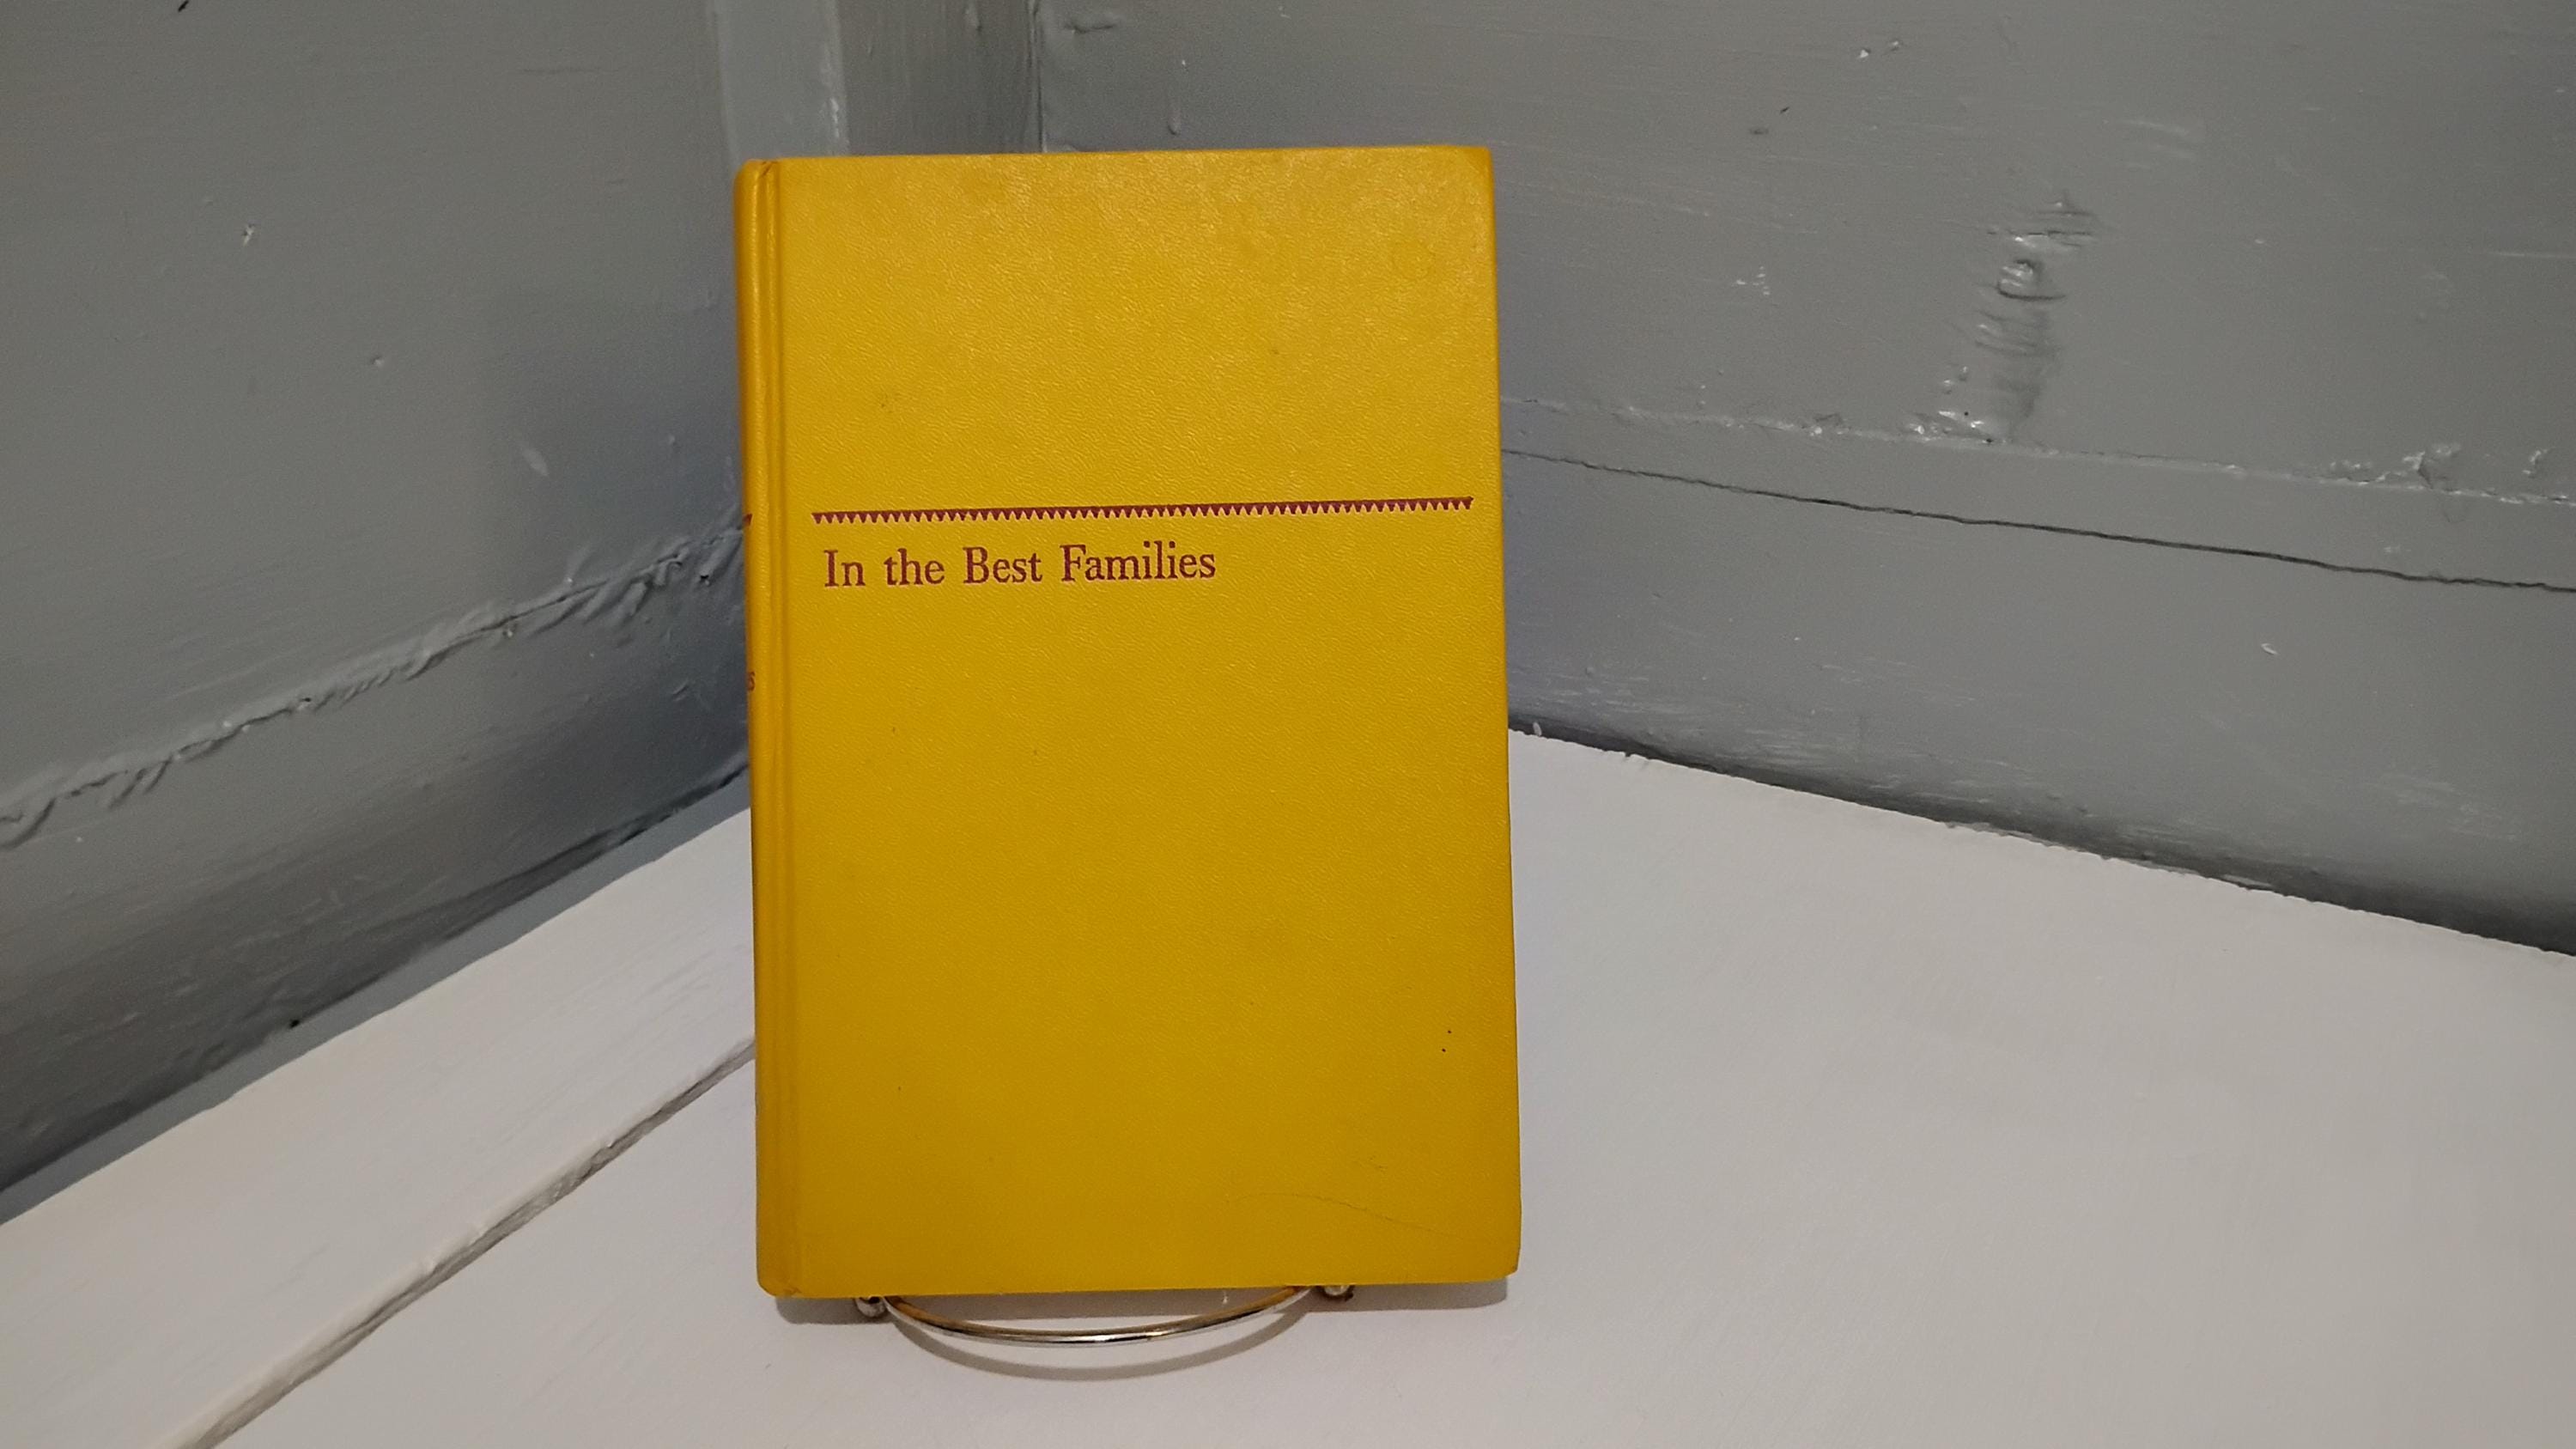 In the Best Families